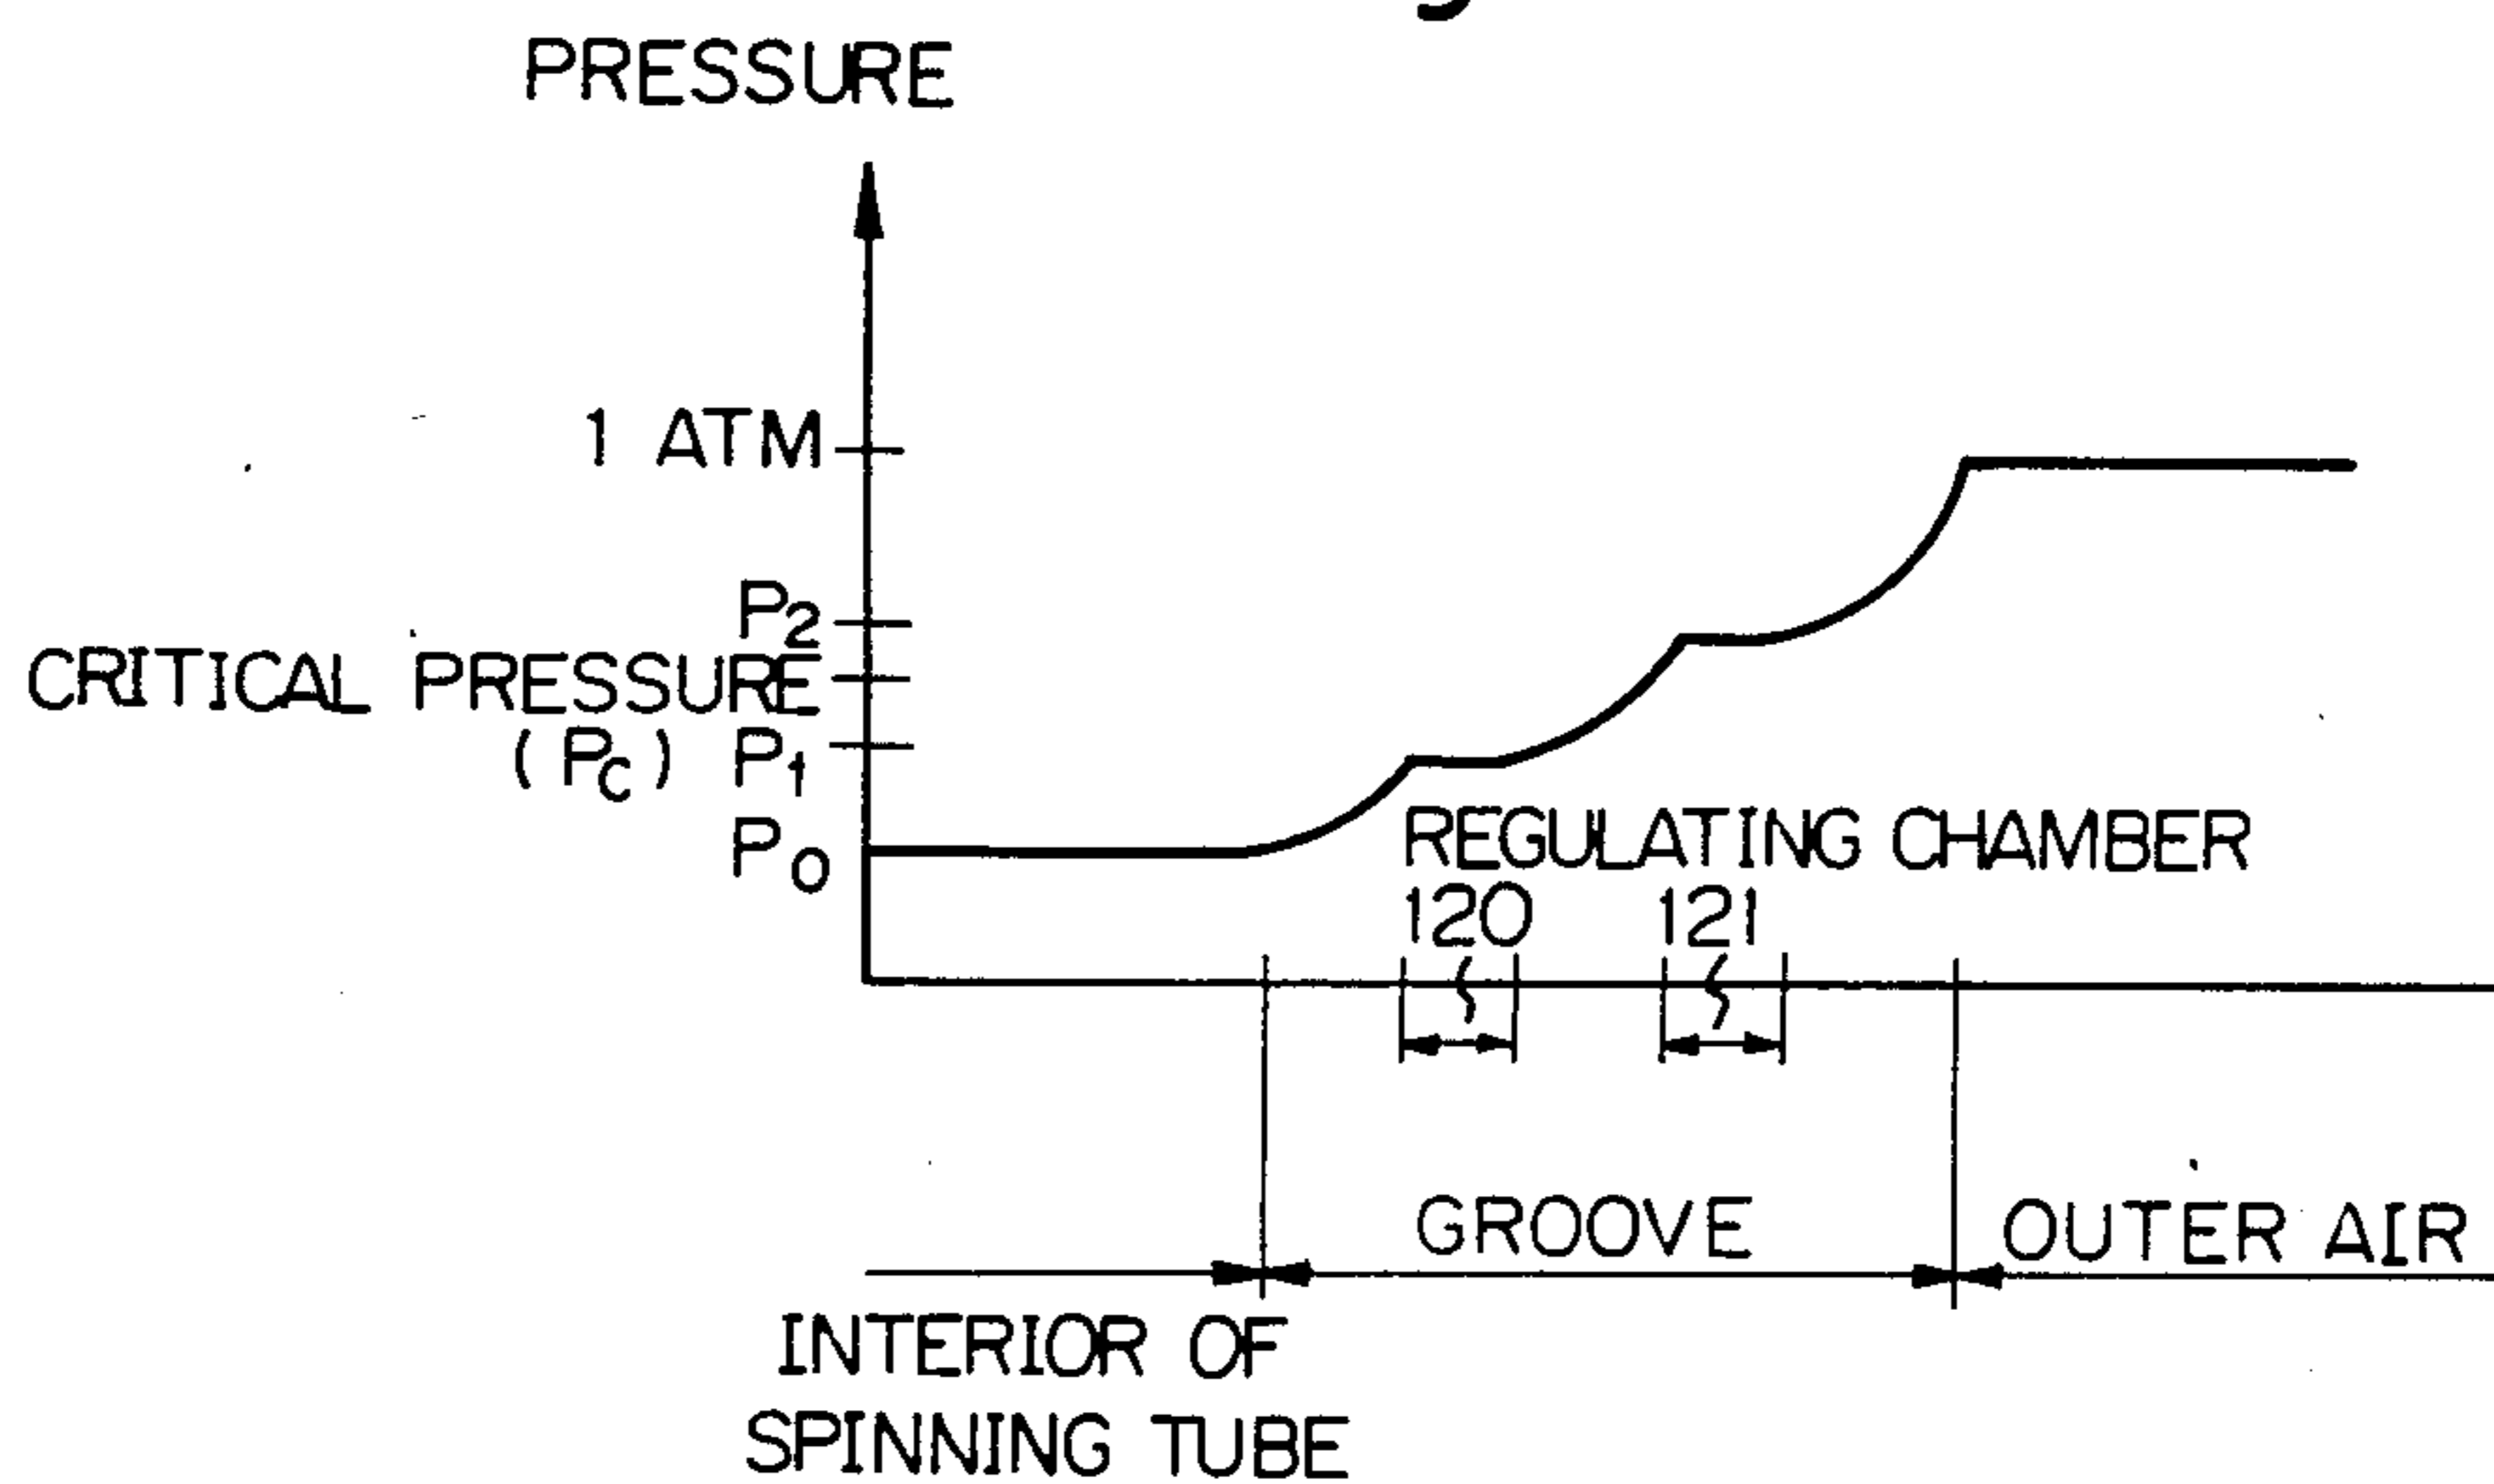 PRESSURE
1 ATM
P2
CRITICAL PRESSURE
(PC) P1
P0
REGULATING CHAMBER
120 121
GROOVE
OUTER AIR
INTERIOR OF
SPINNING TUBE